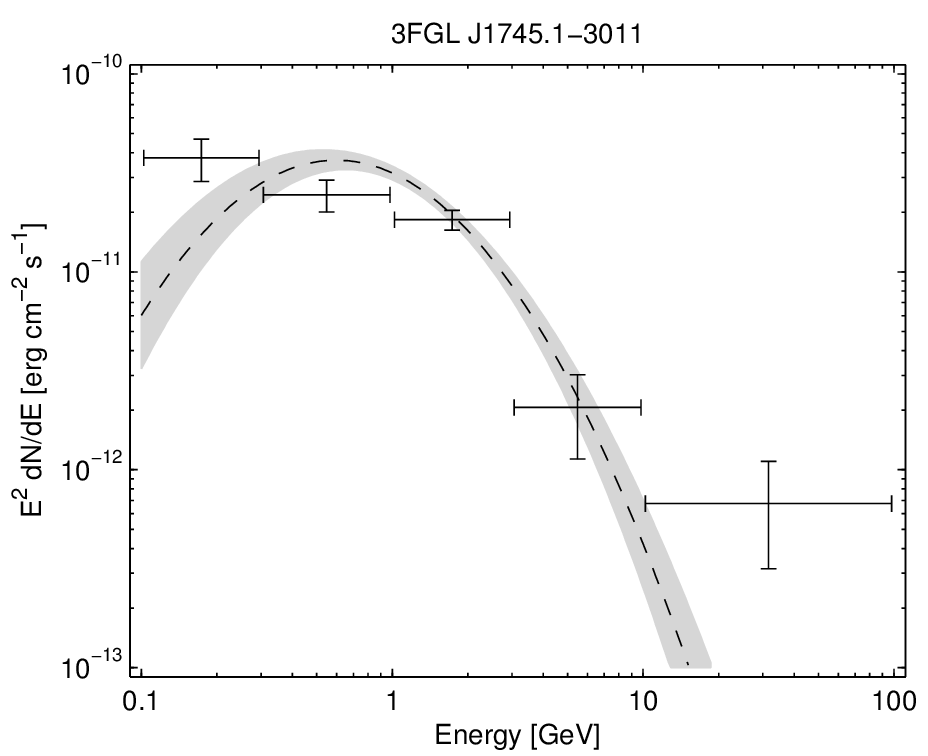 3FGL J1745.1−3011
E² dN/dE [erg cm⁻² s⁻¹]
10⁻¹⁰
10⁻¹¹
10⁻¹²
10⁻¹³
0.1 1 10 100
Energy [GeV]